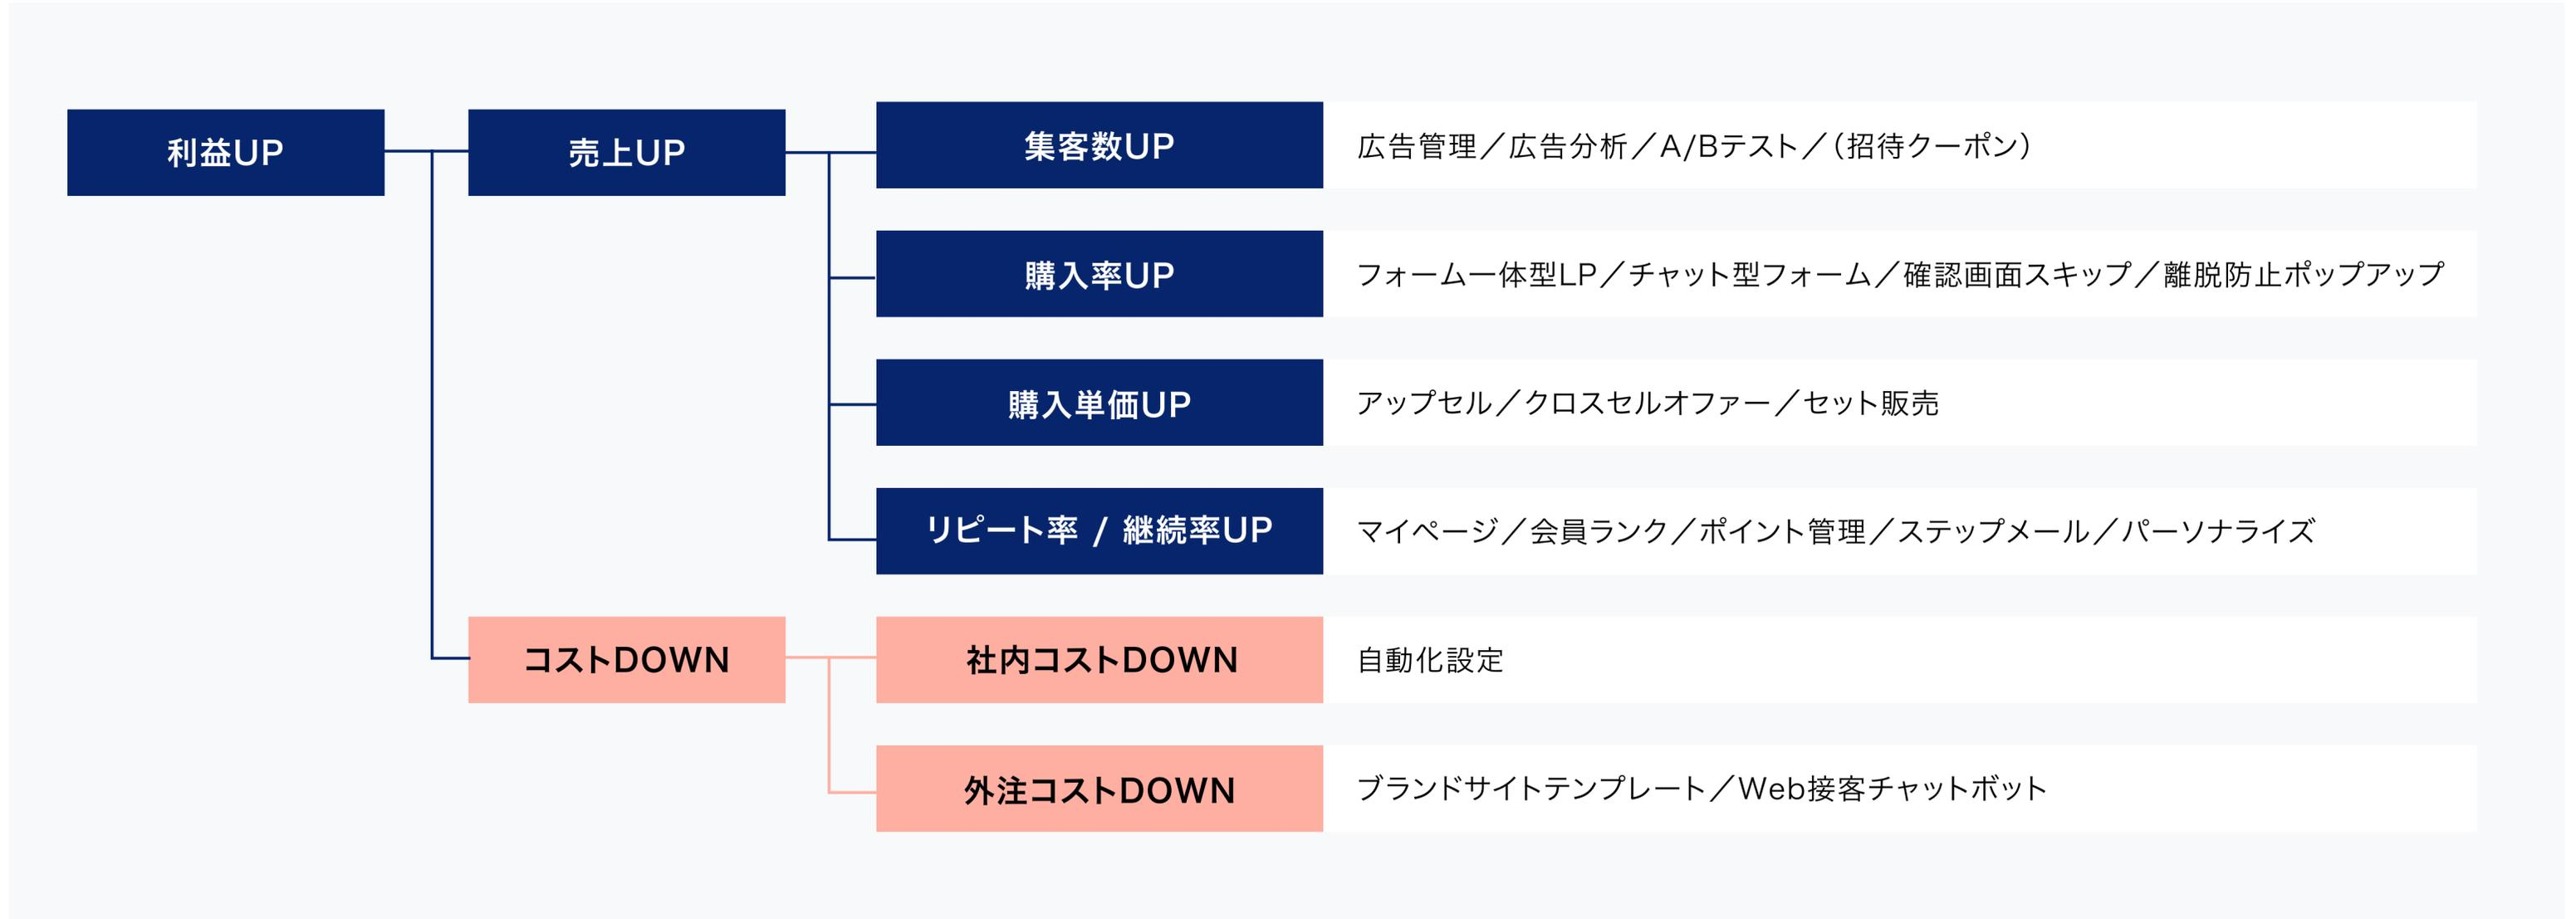 利益UP
売上UP
集客数UP
広告管理／広告分析／A/Bテスト／（招待クーポン）
購入率UP
フォーム一体型LP／チャット型フォーム／確認画面スキップ／離脱防止ポップアップ
購入単価UP
アップセル／クロスセルオファー／セット販売
リピート率 / 継続率UP
マイページ／会員ランク／ポイント管理／ステップメール／パーソナライズ
コストDOWN
社内コストDOWN
自動化設定
外注コストDOWN
ブランドサイトテンプレート／Web接客チャットボット